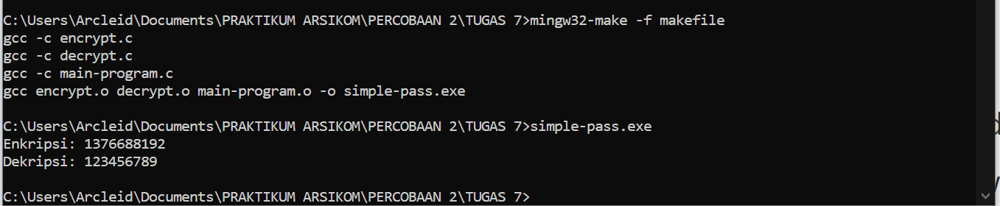 C:\Users\Arcleid\Documents\PRAKTIKUM ARSIKOM\PERCOBAAN 2\TUGAS 7>mingw32-make -f makefile
gcc -c encrypt.c
gcc -c decrypt.c
gcc -c main-program.c
gcc encrypt.o decrypt.o main-program.o -o simple-pass.exe
C:\Users\Arcleid\Documents\PRAKTIKUM ARSIKOM\PERCOBAAN 2\TUGAS 7>simple-pass.exe
Enkripsi: 1376688192
Dekripsi: 123456789
C:\Users\Arcleid\Documents\PRAKTIKUM ARSIKOM\PERCOBAAN 2\TUGAS 7>